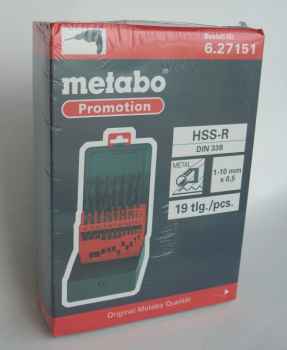 Bestell-Nr.
6.27151
metabo
Promotion
HSS-R
DIN 338
METAL
1-10 mm
x 0,5
19 tlg./pcs.
Original Metabo Qualität